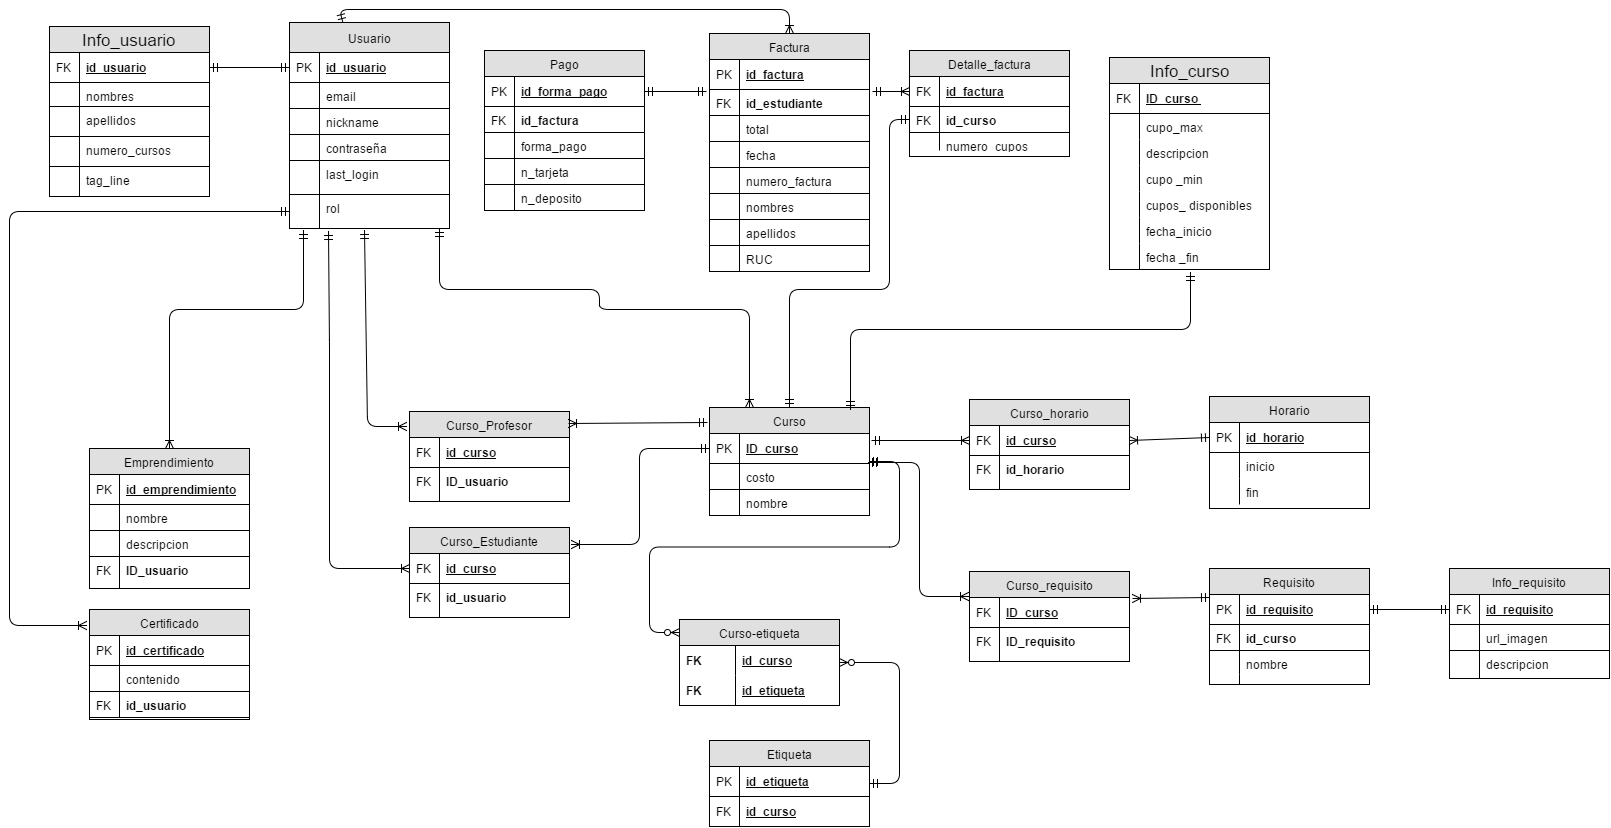 Info_usuario
FK id_usuario
nombres
apellidos
numero_cursos
tag_line
Usuario
PK id_usuario
email
nickname
contraseña
last_login
rol
Pago
PK id_forma_pago
FK id_factura
forma_pago
n_tarjeta
n_deposito
Factura
PK id_factura
FK id_estudiante
total
fecha
numero_factura
nombres
apellidos
RUC
Detalle_factura
FK id_factura
FK id_curso
numero_cupos
Info_curso
FK ID_curso
cupo_max
descripcion
cupo _min
cupos_ disponibles
fecha_inicio
fecha _fin
Emprendimiento
PK id_emprendimiento
nombre
descripcion
FK ID_usuario
Certificado
PK id_certificado
contenido
FK id_usuario
Curso_Profesor
FK id_curso
FK ID_usuario
Curso_Estudiante
FK id_curso
FK id_usuario
Curso
PK ID_curso
costo
nombre
Curso-etiqueta
FK id_curso
FK id_etiqueta
Etiqueta
PK id_etiqueta
FK id_curso
Curso_horario
FK id_curso
FK id_horario
Horario
PK id_horario
inicio
fin
Curso_requisito
FK ID_curso
FK ID_requisito
Requisito
PK id_requisito
FK id_curso
nombre
Info_requisito
FK id_requisito
url_imagen
descripcion